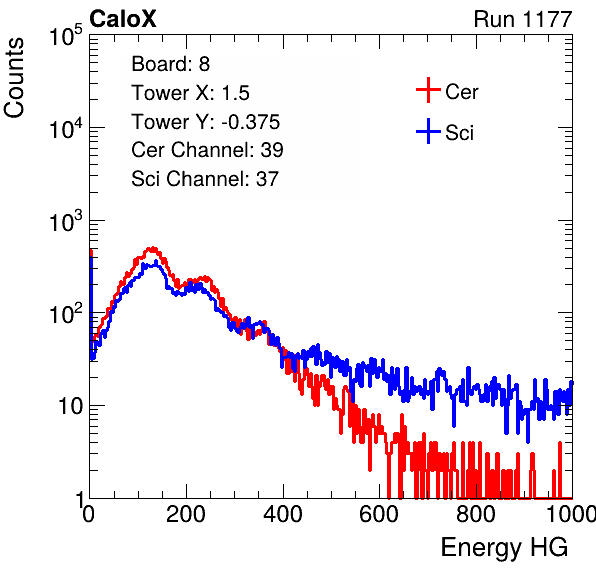 CaloX Run 1177
Counts
Board: 8
Tower X: 1.5
Tower Y: -0.375
Cer Channel: 39
Sci Channel: 37
Cer
Sci
10^5
10^4
10^3
10^2
10
1
0 200 400 600 800 1000
Energy HG